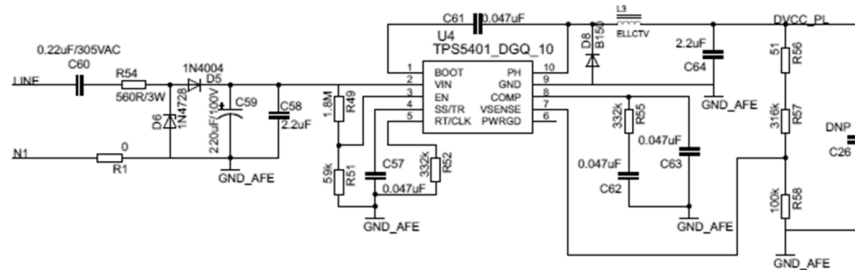 C61
0.047uF
U4
TPS5401_DGQ_10
L3
ELLCTV
DVCC_PL
D8
B150
2.2uF
C64
GND_AFE
51
R56
0.22uF/305VAC
C60
LINE
R54
560R/3W
1N4004
D5
D6
1N4728
220uF/100V
C59
C58
2.2uF
GND_AFE
N1
0
R1
1.8M
R49
59k
R51
C57
0.047uF
332k
R52
GND_AFE
1 BOOT PH 10
2 VIN GND 9
3 EN COMP 8
4 SS/TR VSENSE 7
5 RT/CLK PWRGD 6
332k
R55
0.047uF
C62
0.047uF
C63
GND_AFE
316k
R57
DNP
C26
100k
R58
GND_AFE